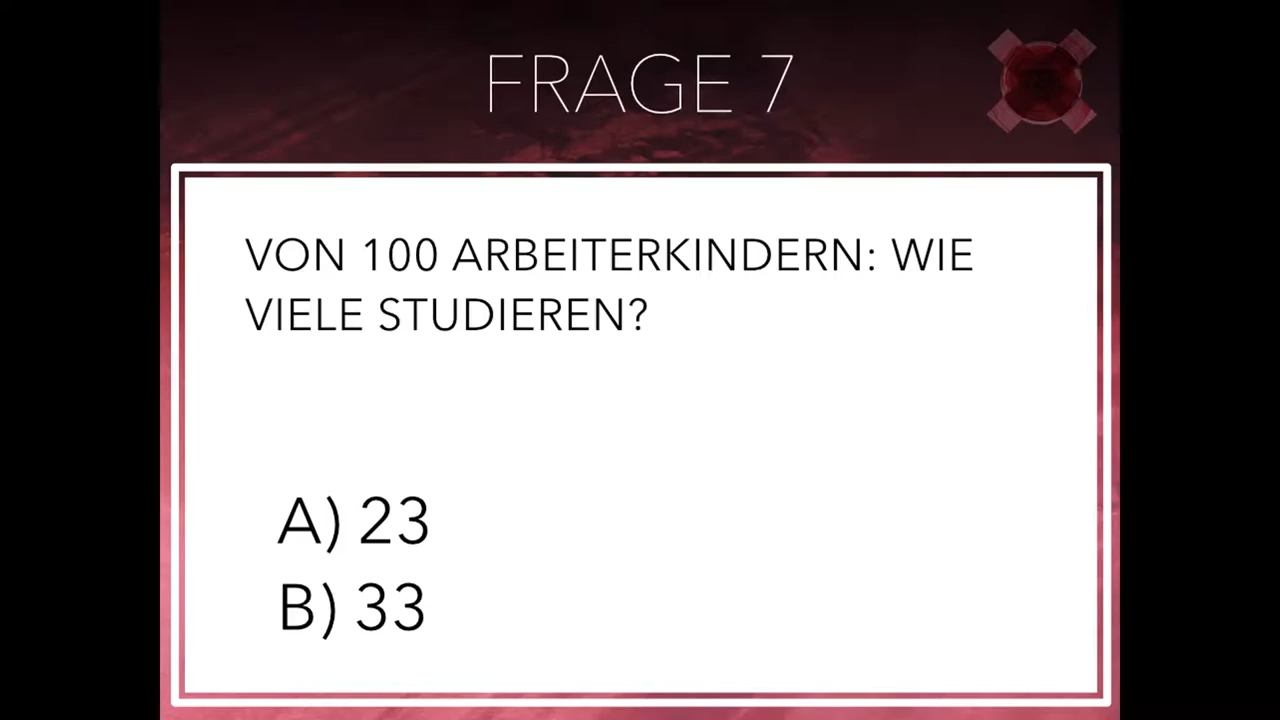 FRAGE 7
VON 100 ARBEITERKINDERN: WIE
VIELE STUDIEREN?
A) 23
B) 33